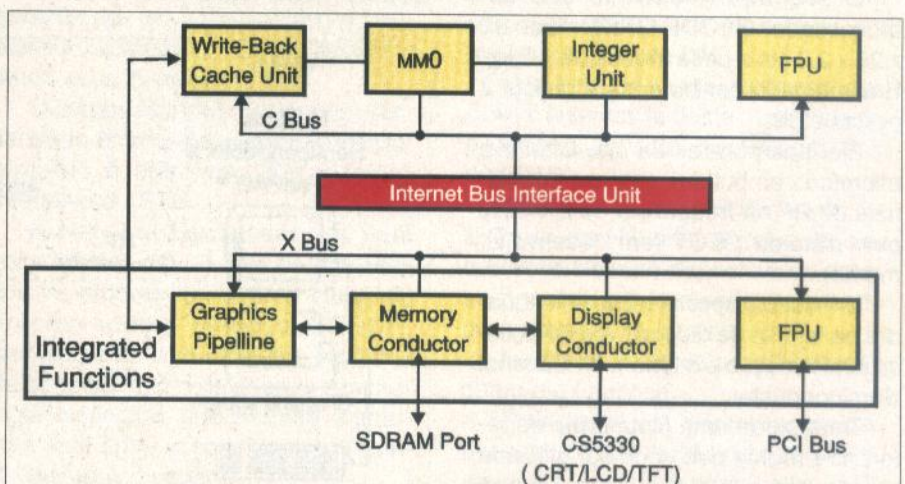 Write-Back
Cache Unit
MM0
Integer
Unit
FPU
C Bus
Internet Bus Interface Unit
X Bus
Integrated
Functions
Graphics
Pipelline
Memory
Conductor
Display
Conductor
FPU
SDRAM Port
CS5330
(CRT/LCD/TFT)
PCI Bus